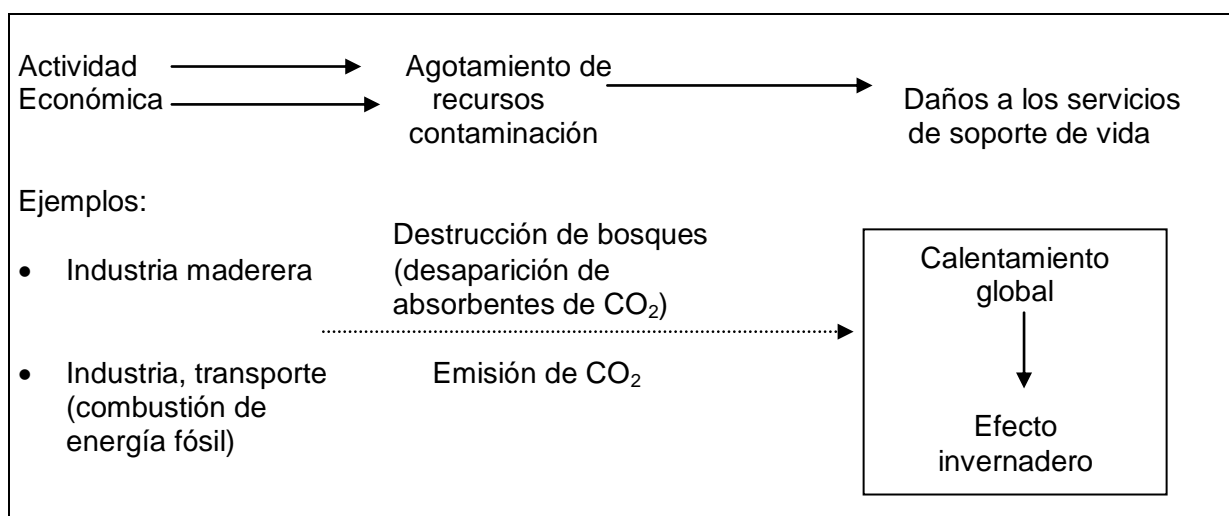 Actividad
Económica
Agotamiento de
recursos
contaminación
Daños a los servicios
de soporte de vida
Ejemplos:
• Industria maderera
Destrucción de bosques
(desaparición de
absorbentes de CO₂)
• Industria, transporte
(combustión de
energía fósil)
Emisión de CO₂
Calentamiento
global
Efecto
invernadero